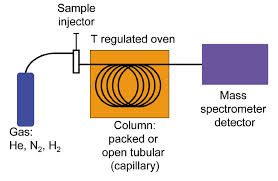 Sample
injector
T regulated oven
Mass
spectrometer
detector
Gas:
He, N₂, H₂
Column:
packed or
open tubular
(capillary)